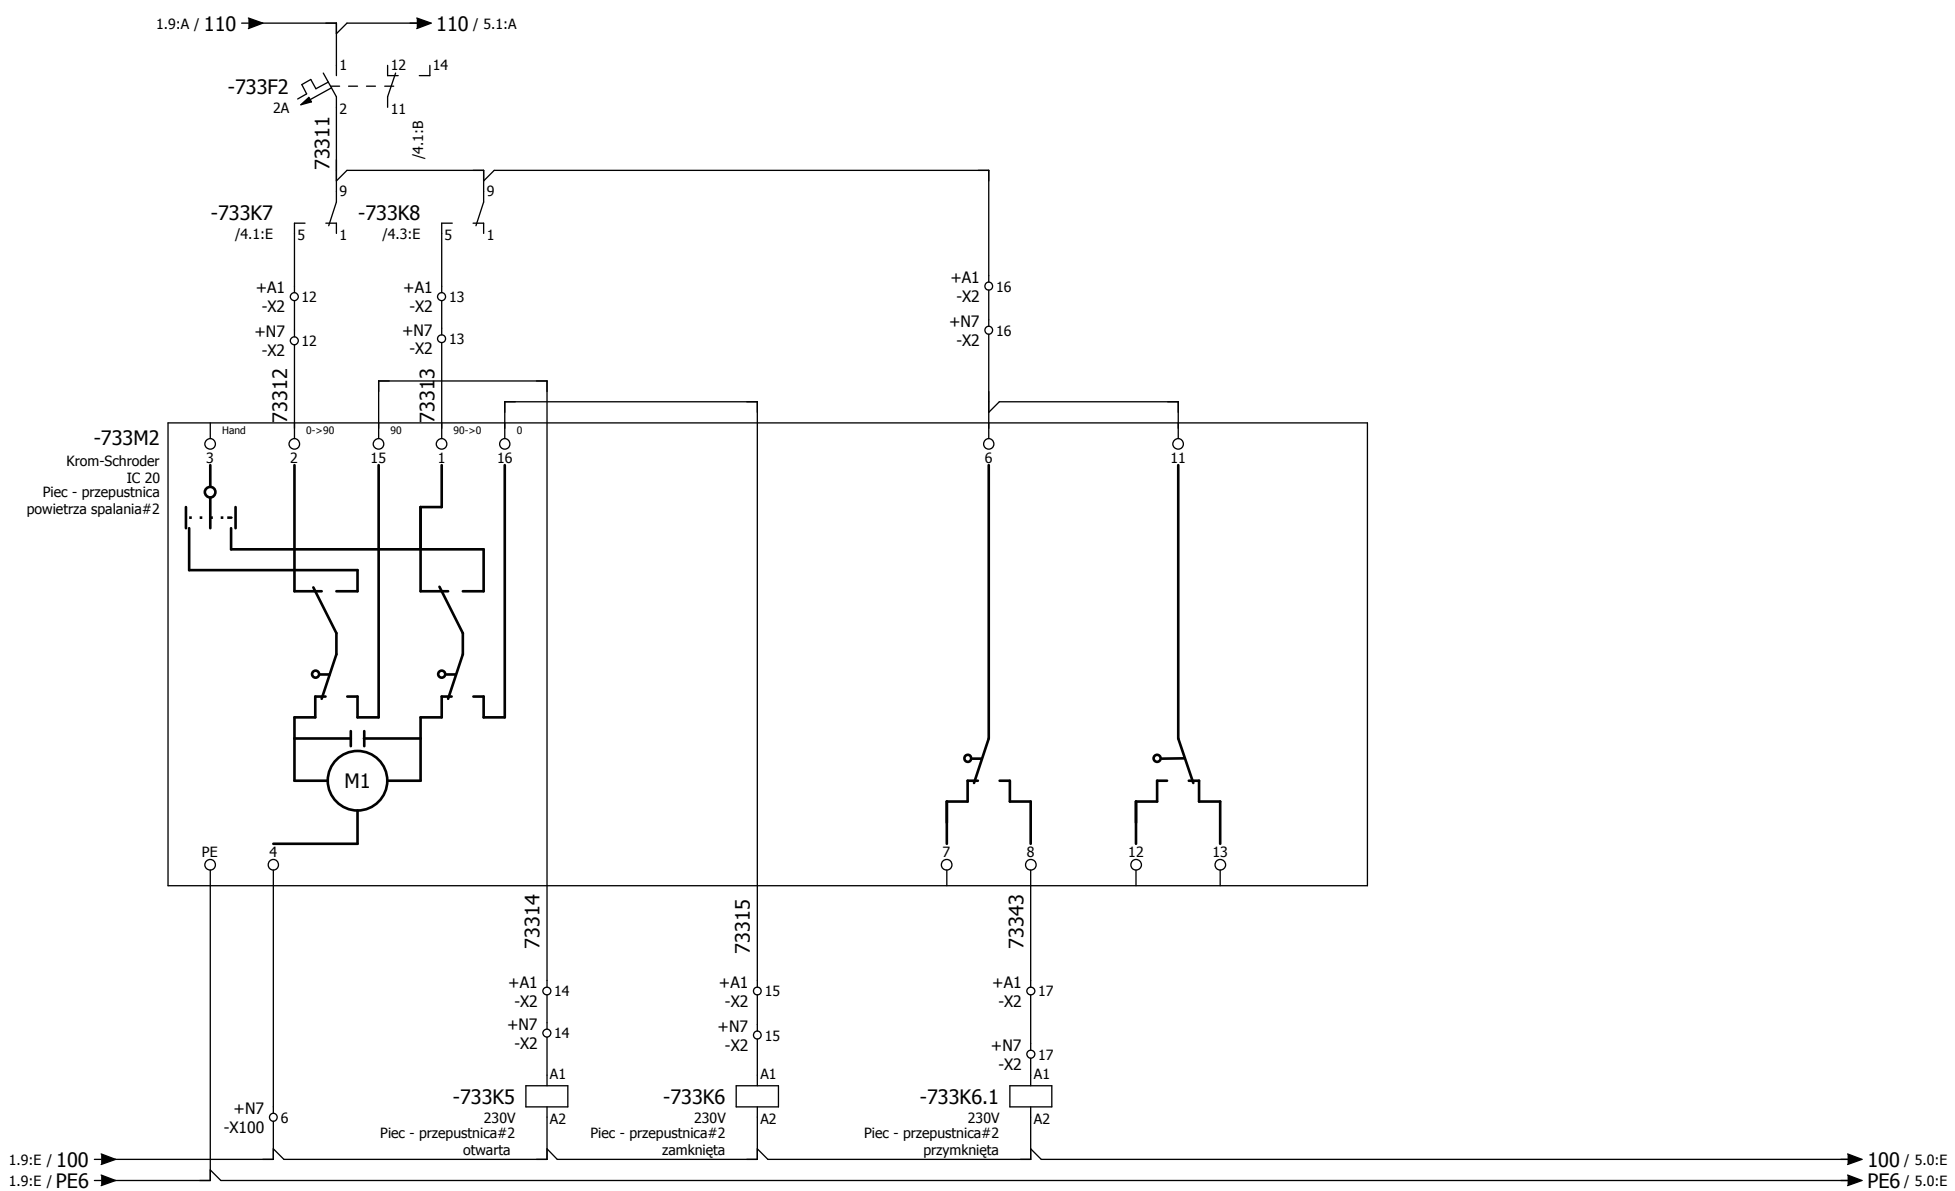 1.9:A / 110
110 / 5.1:A
1
12
14
-733F2
2A
2
11
73311
/4.1:B
9
9
-733K7
/4.1:E
5
1
-733K8
/4.3:E
5
1
+A1
-X2
12
+A1
-X2
13
+A1
-X2
16
+N7
-X2
12
+N7
-X2
13
+N7
-X2
16
73312
73313
-733M2
Krom-Schroder
IC 20
Piec - przepustnica
powietrza spalania#2
Hand
0->90
90
90->0
0
3
2
15
1
16
6
11
M1
PE
4
7
8
12
13
73314
73315
73343
+A1
-X2
14
+A1
-X2
15
+A1
-X2
17
+N7
-X2
14
+N7
-X2
15
+N7
-X2
17
A1
A1
A1
-733K5
230V
Piec - przepustnica#2
otwarta
A2
-733K6
230V
Piec - przepustnica#2
zamknięta
A2
-733K6.1
230V
Piec - przepustnica#2
przymknięta
A2
+N7
-X100
6
1.9:E / 100
100 / 5.0:E
1.9:E / PE6
PE6 / 5.0:E